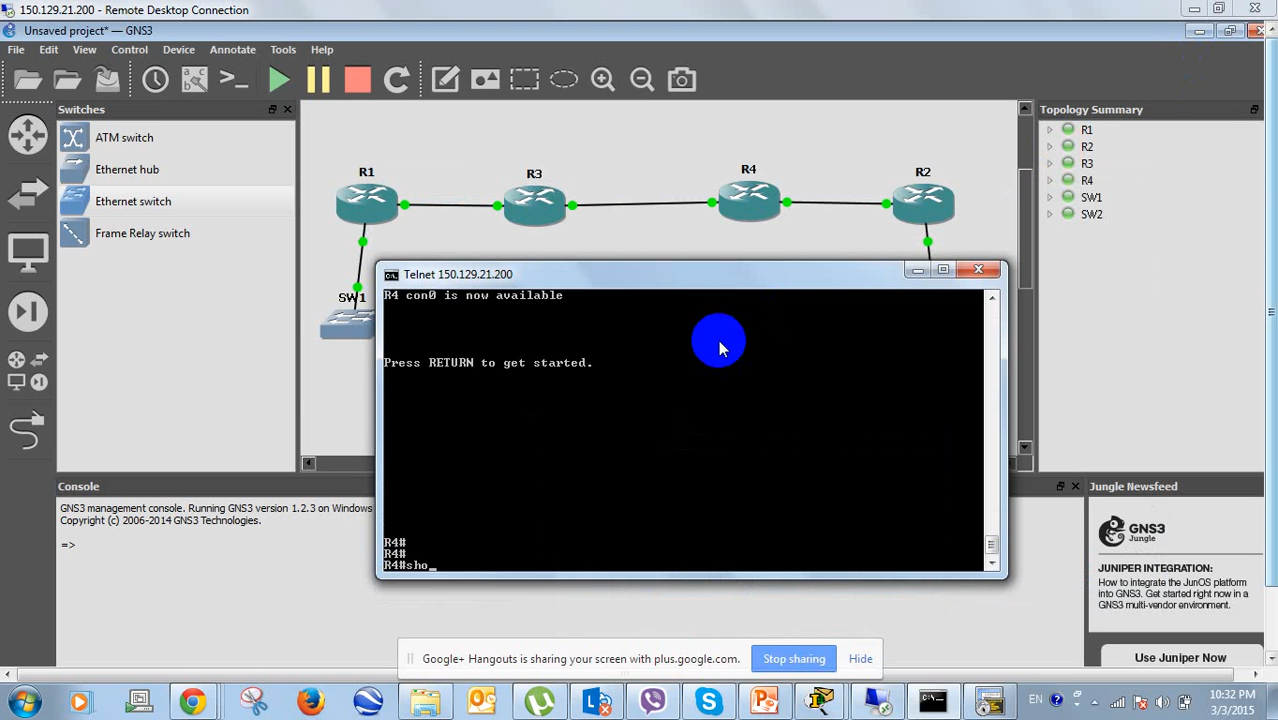 150.129.21.200 - Remote Desktop Connection
Unsaved project* — GNS3
File Edit View Control Device Annotate Tools Help
Switches
ATM switch
Ethernet hub
Ethernet switch
Frame Relay switch
R1
R3
R4
R2
SW1
Topology Summary
R1
R2
R3
R4
SW1
SW2
Telnet 150.129.21.200
R4 con0 is now available
Press RETURN to get started.
R4#
R4#
R4#sho_
Console
GNS3 management console. Running GNS3 version 1.2.3 on Windows
Copyright (c) 2006-2014 GNS3 Technologies.
=>
Jungle Newsfeed
GNS3
Jungle
JUNIPER INTEGRATION:
How to integrate the JunOS platform
into GNS3. Get started right now in a
GNS3 multi-vendor environment.
Use Juniper Now
Google+ Hangouts is sharing your screen with plus.google.com. Stop sharing Hide
EN
10:32 PM
3/3/2015